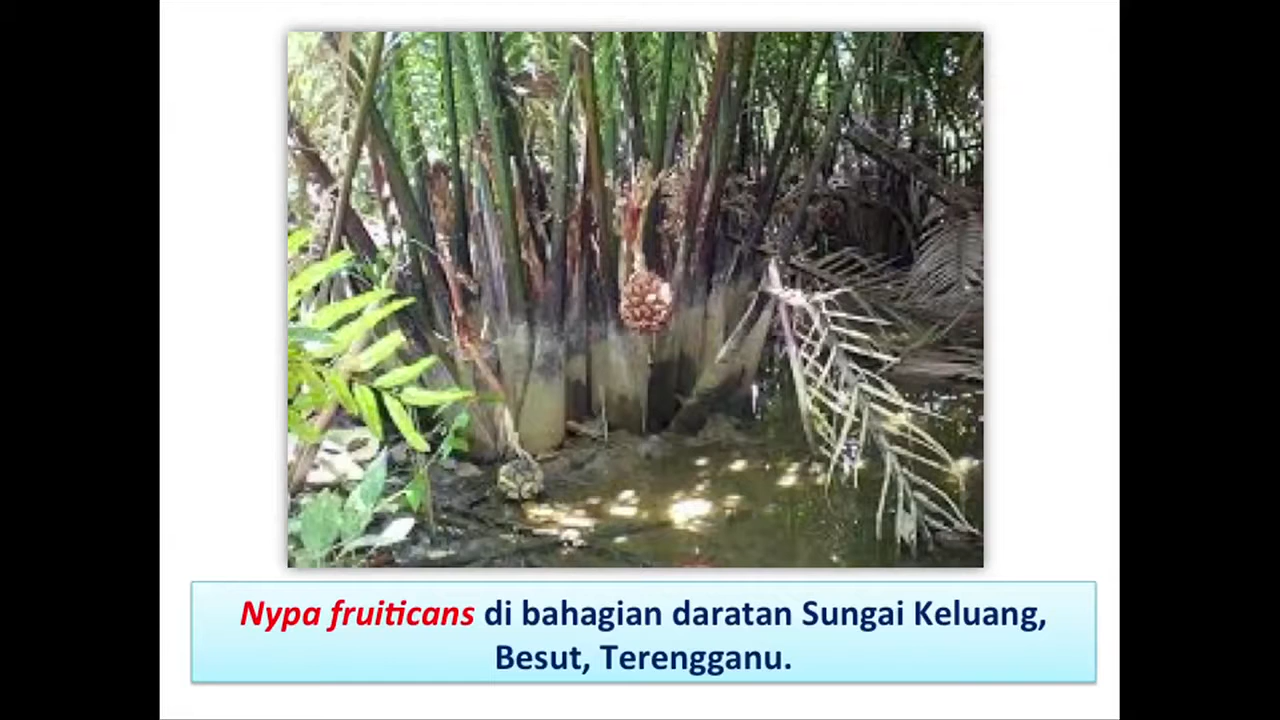 Nypa fruiticans di bahagian daratan Sungai Keluang,
Besut, Terengganu.